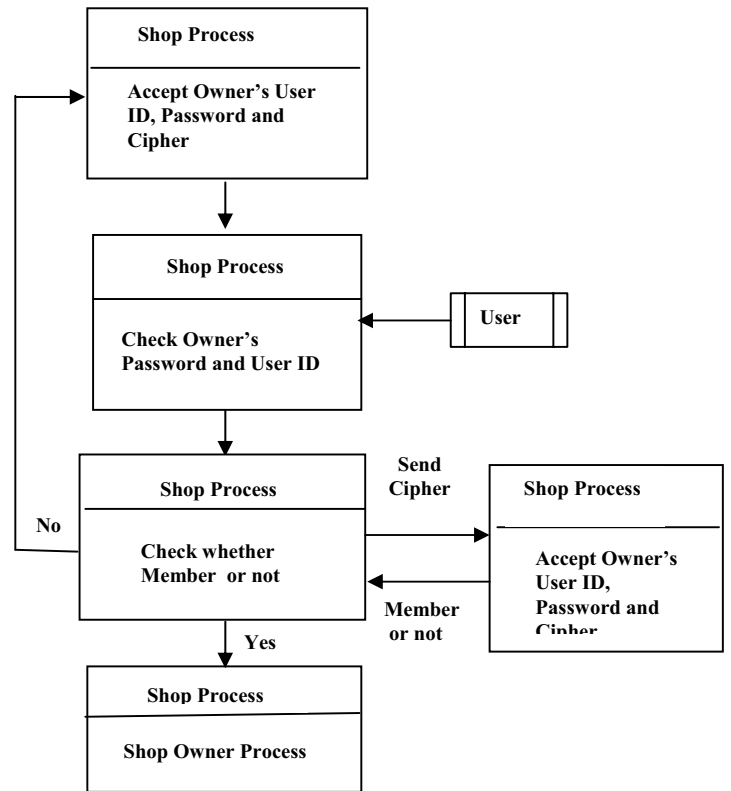 Shop Process
Accept Owner's User
ID, Password and
Cipher
Shop Process
Check Owner's
Password and User ID
User
Shop Process
Check whether
Member or not
No
Send
Cipher
Member
or not
Shop Process
Accept Owner's
User ID,
Password and
Cipher
Yes
Shop Process
Shop Owner Process